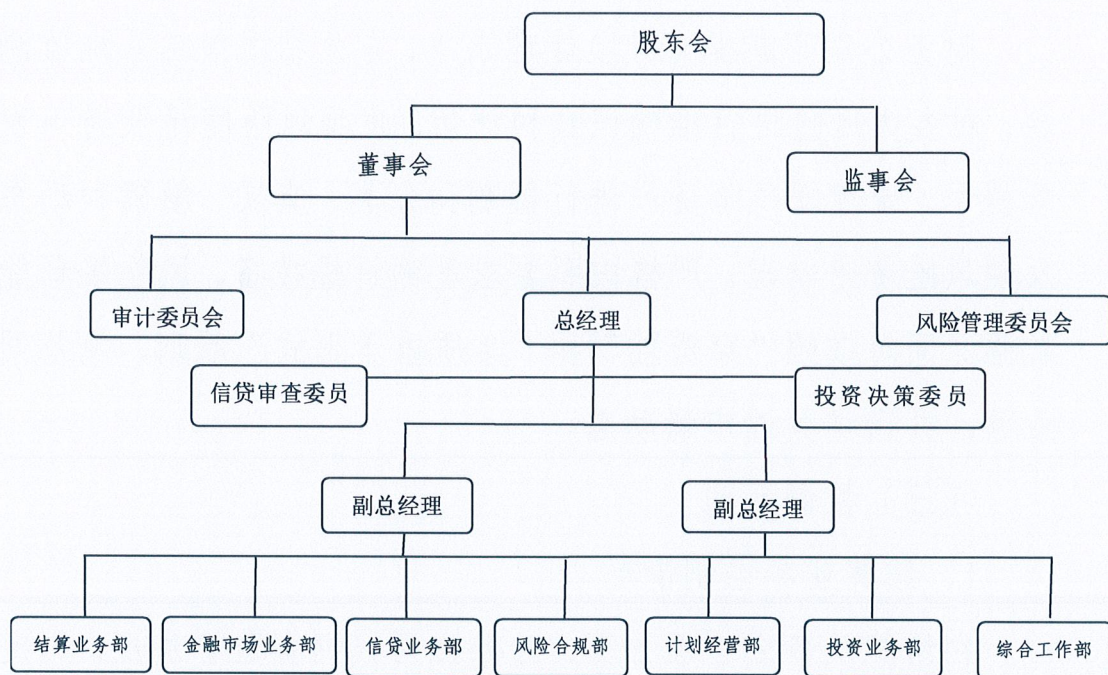 股东会
董事会
监事会
审计委员会
总经理
风险管理委员会
信贷审查委员
投资决策委员
副总经理
副总经理
结算业务部
金融市场业务部
信贷业务部
风险合规部
计划经营部
投资业务部
综合工作部